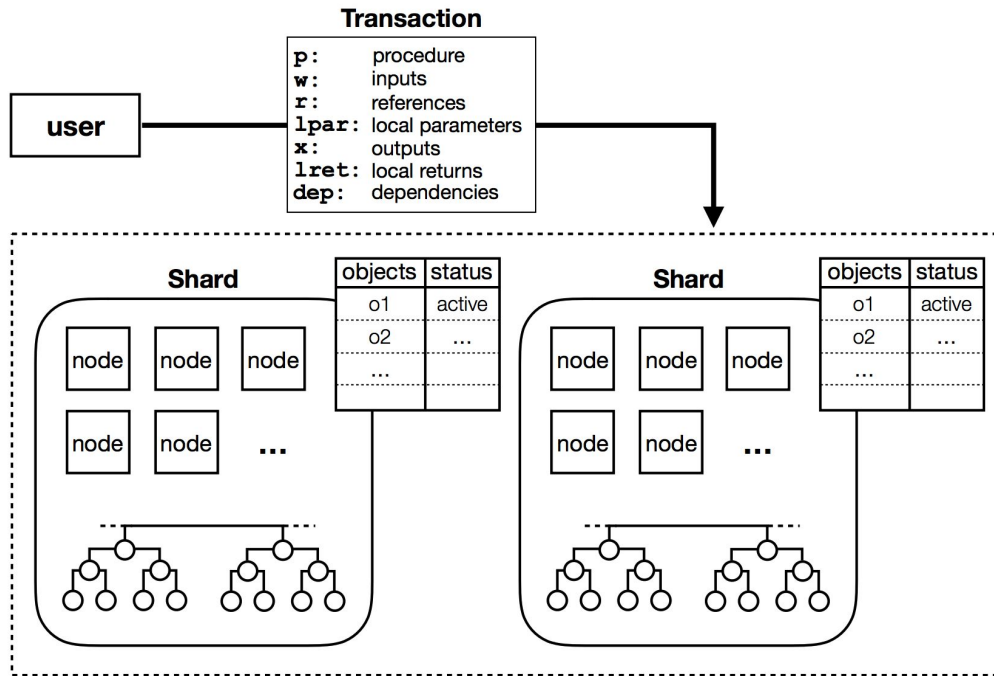 Transaction
p: procedure
w: inputs
r: references
lpar: local parameters
x: outputs
lret: local returns
dep: dependencies
user
Shard
objects status
o1 active
o2 ...
...
node node node
node node ...
Shard
objects status
o1 active
o2 ...
...
node node node
node node ...